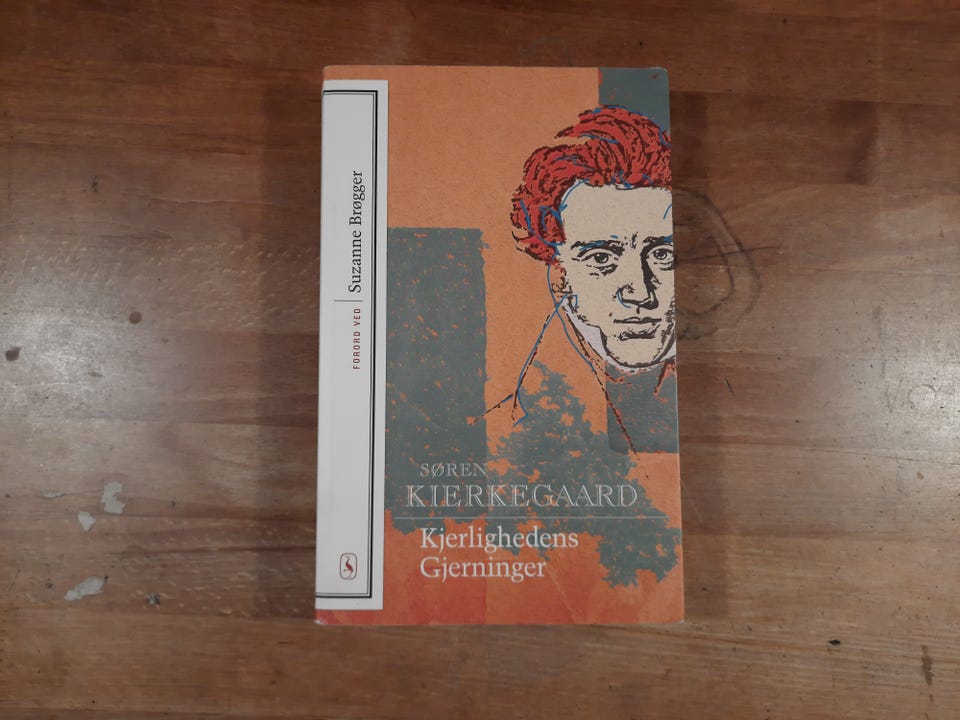 FORORD VED | Suzanne Brøgger
SØREN
KIERKEGAARD
Kjerlighedens
Gjerninger